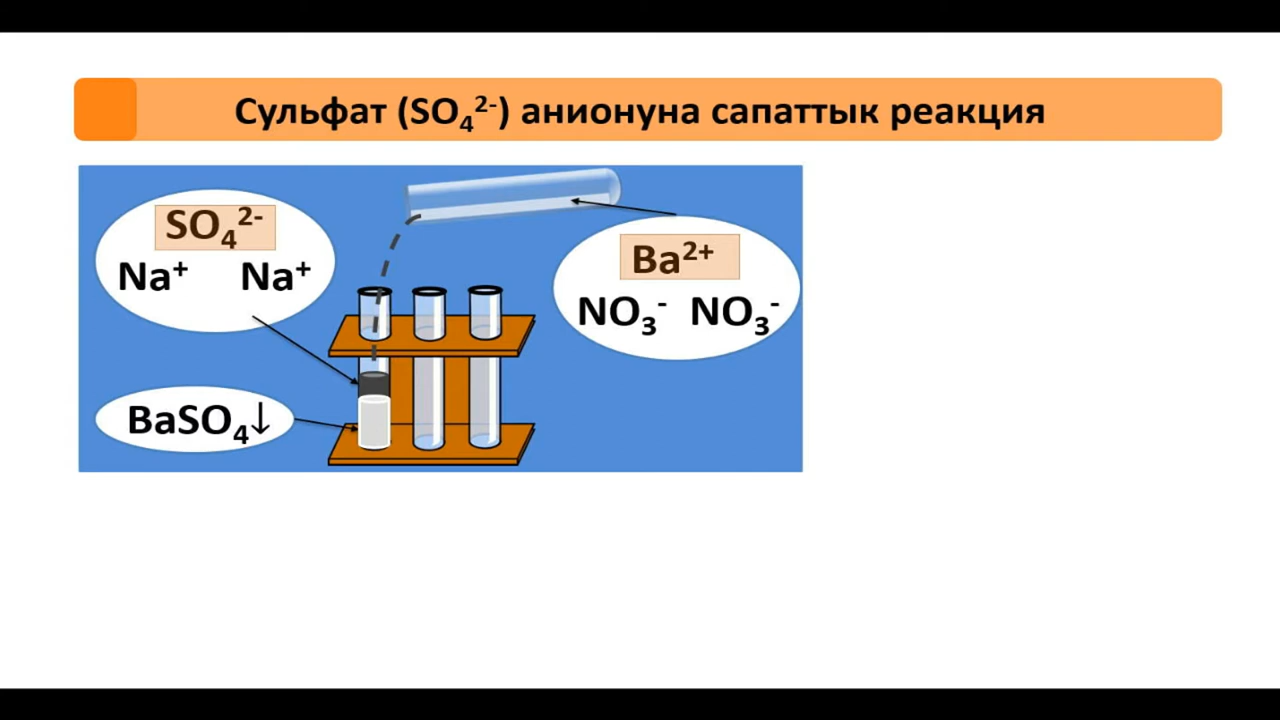 Сульфат (SO₄²⁻) анионуна сапаттык реакция
SO₄²⁻
Na⁺ Na⁺
Ba²⁺
NO₃⁻ NO₃⁻
BaSO₄↓